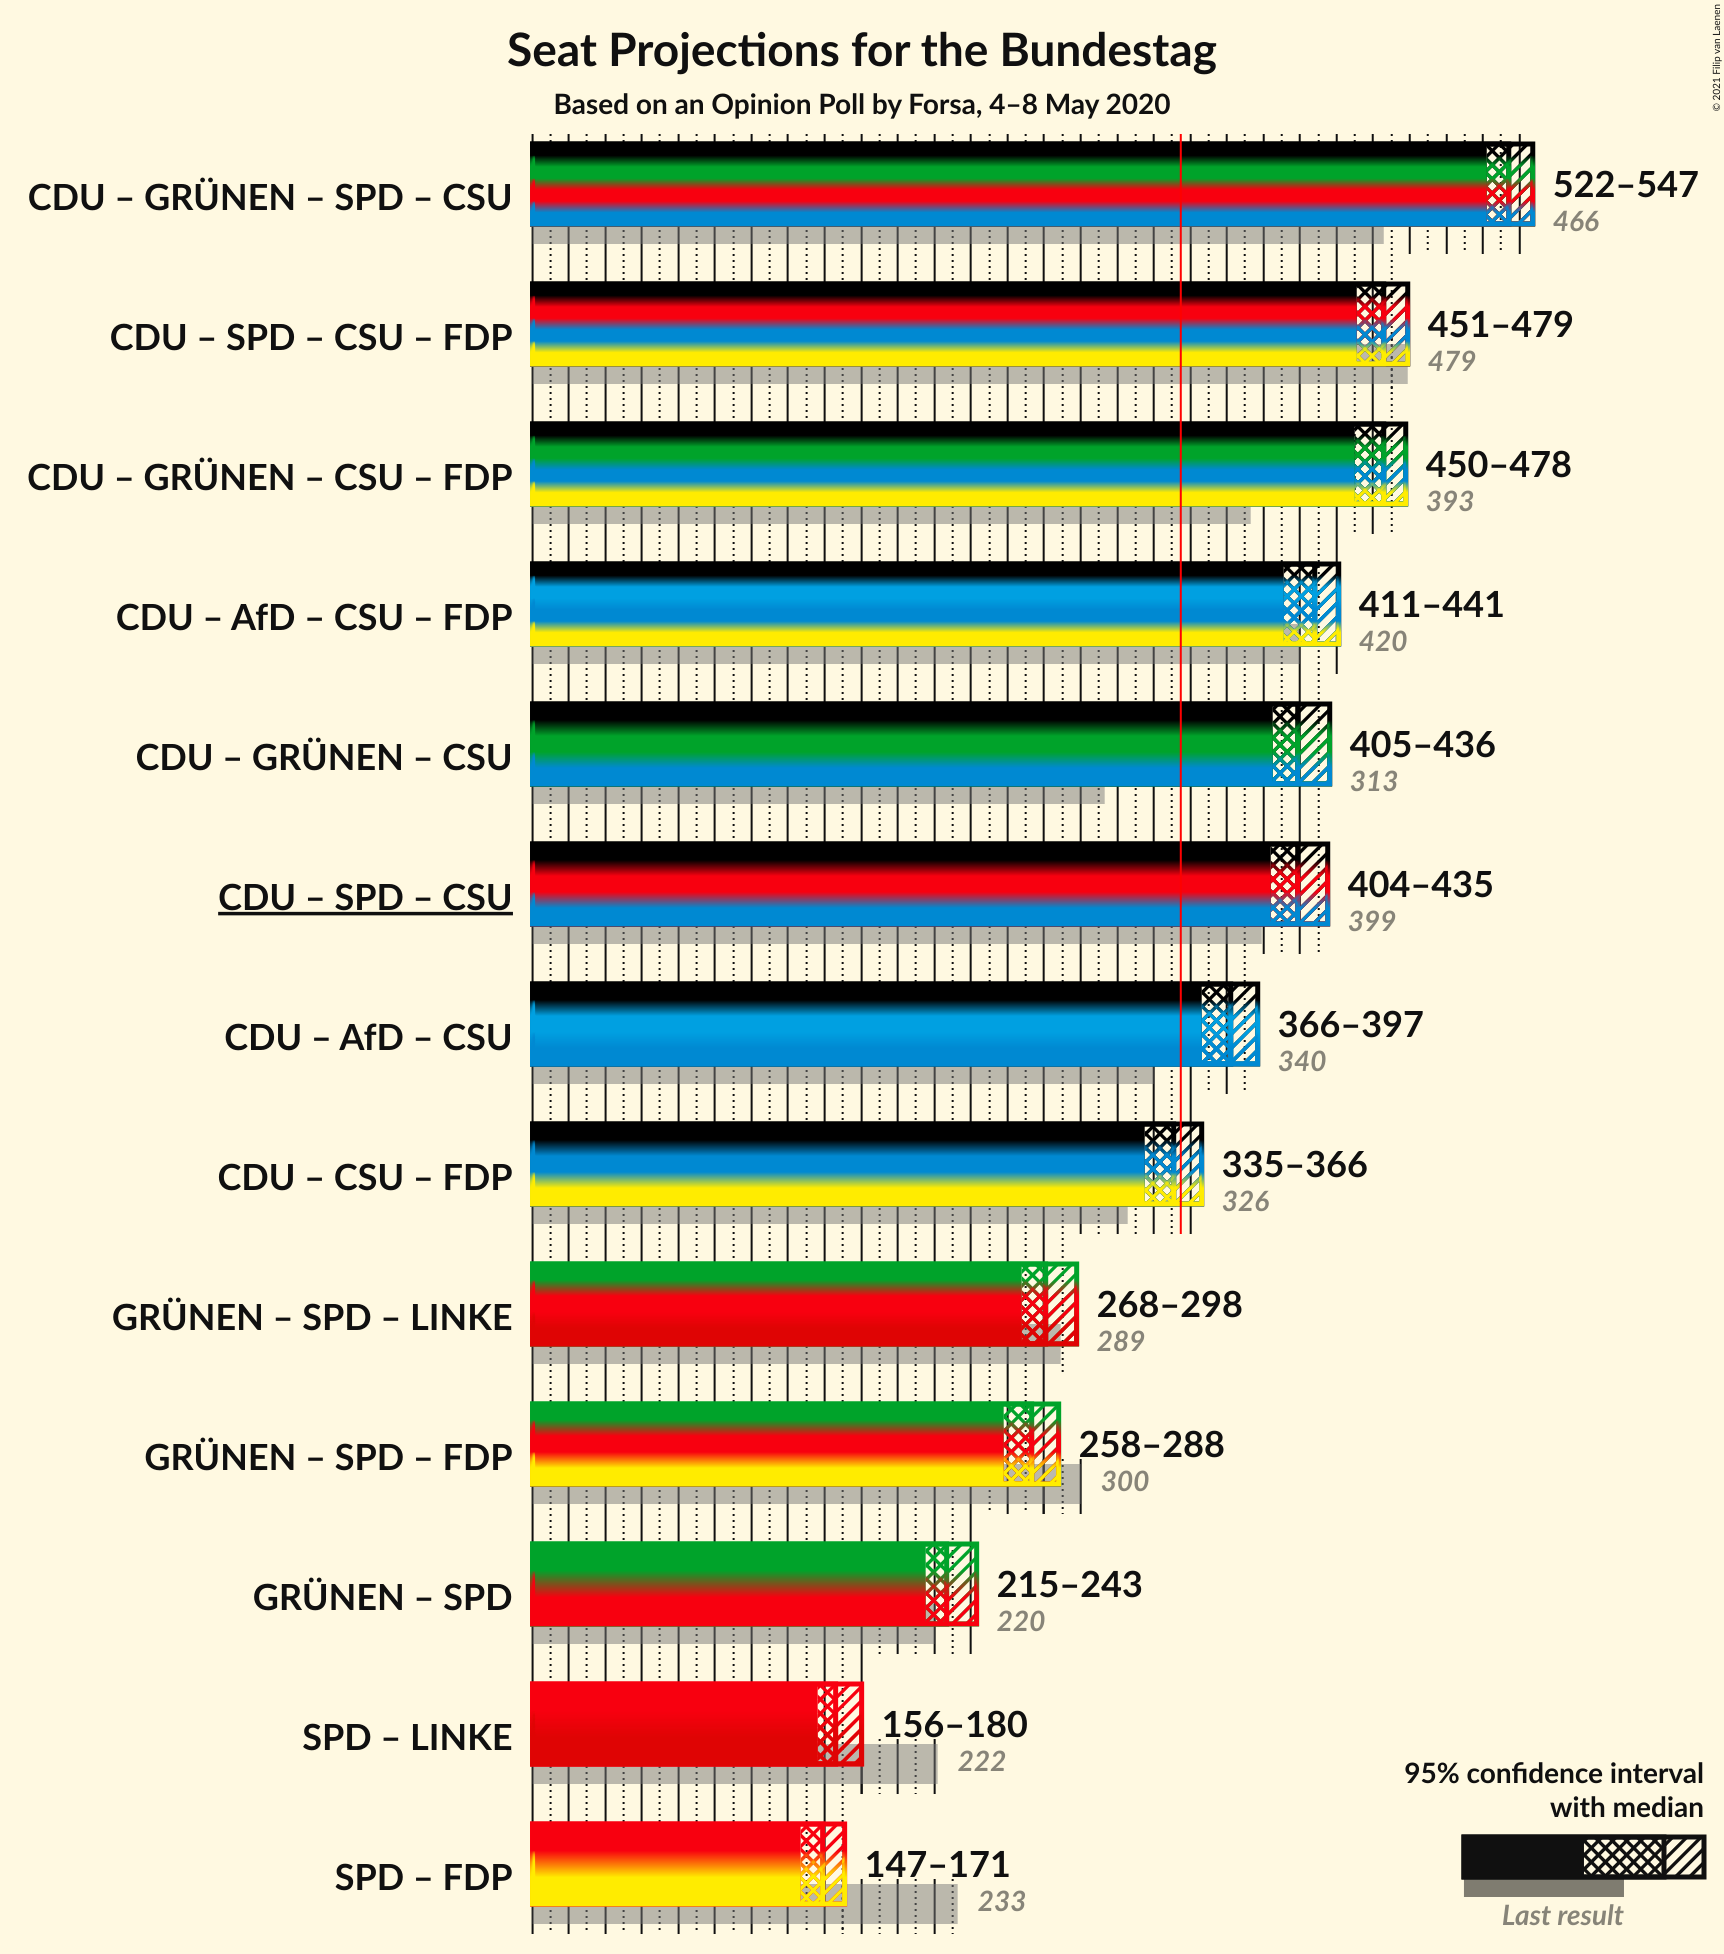 Seat Projections for the Bundestag
Based on an Opinion Poll by Forsa, 4–8 May 2020
© 2021 Filip van Laenen
CDU – GRÜNEN – SPD – CSU
522–547
466
CDU – SPD – CSU – FDP
451–479
479
CDU – GRÜNEN – CSU – FDP
450–478
393
CDU – AfD – CSU – FDP
411–441
420
CDU – GRÜNEN – CSU
405–436
313
CDU – SPD – CSU
404–435
399
CDU – AfD – CSU
366–397
340
CDU – CSU – FDP
335–366
326
GRÜNEN – SPD – LINKE
268–298
289
GRÜNEN – SPD – FDP
258–288
300
GRÜNEN – SPD
215–243
220
SPD – LINKE
156–180
222
SPD – FDP
147–171
233
95% confidence interval
with median
Last result